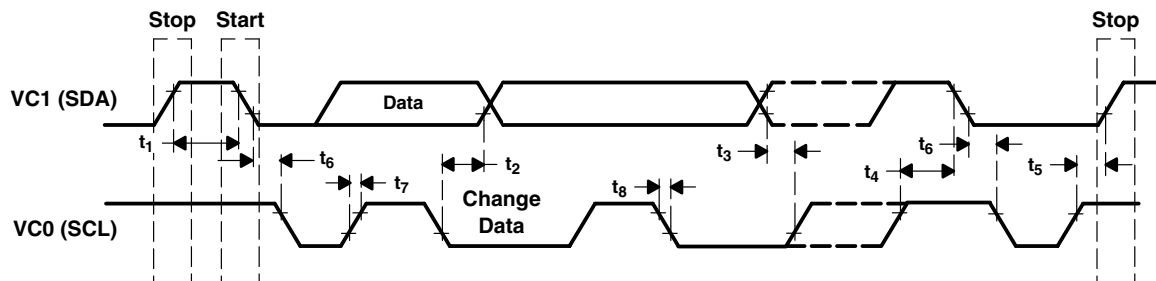 Stop Start Stop
VC1 (SDA) Data
t1 t6 t2 t3 t6 t5
t7 t8 t4
Change
Data
VC0 (SCL)